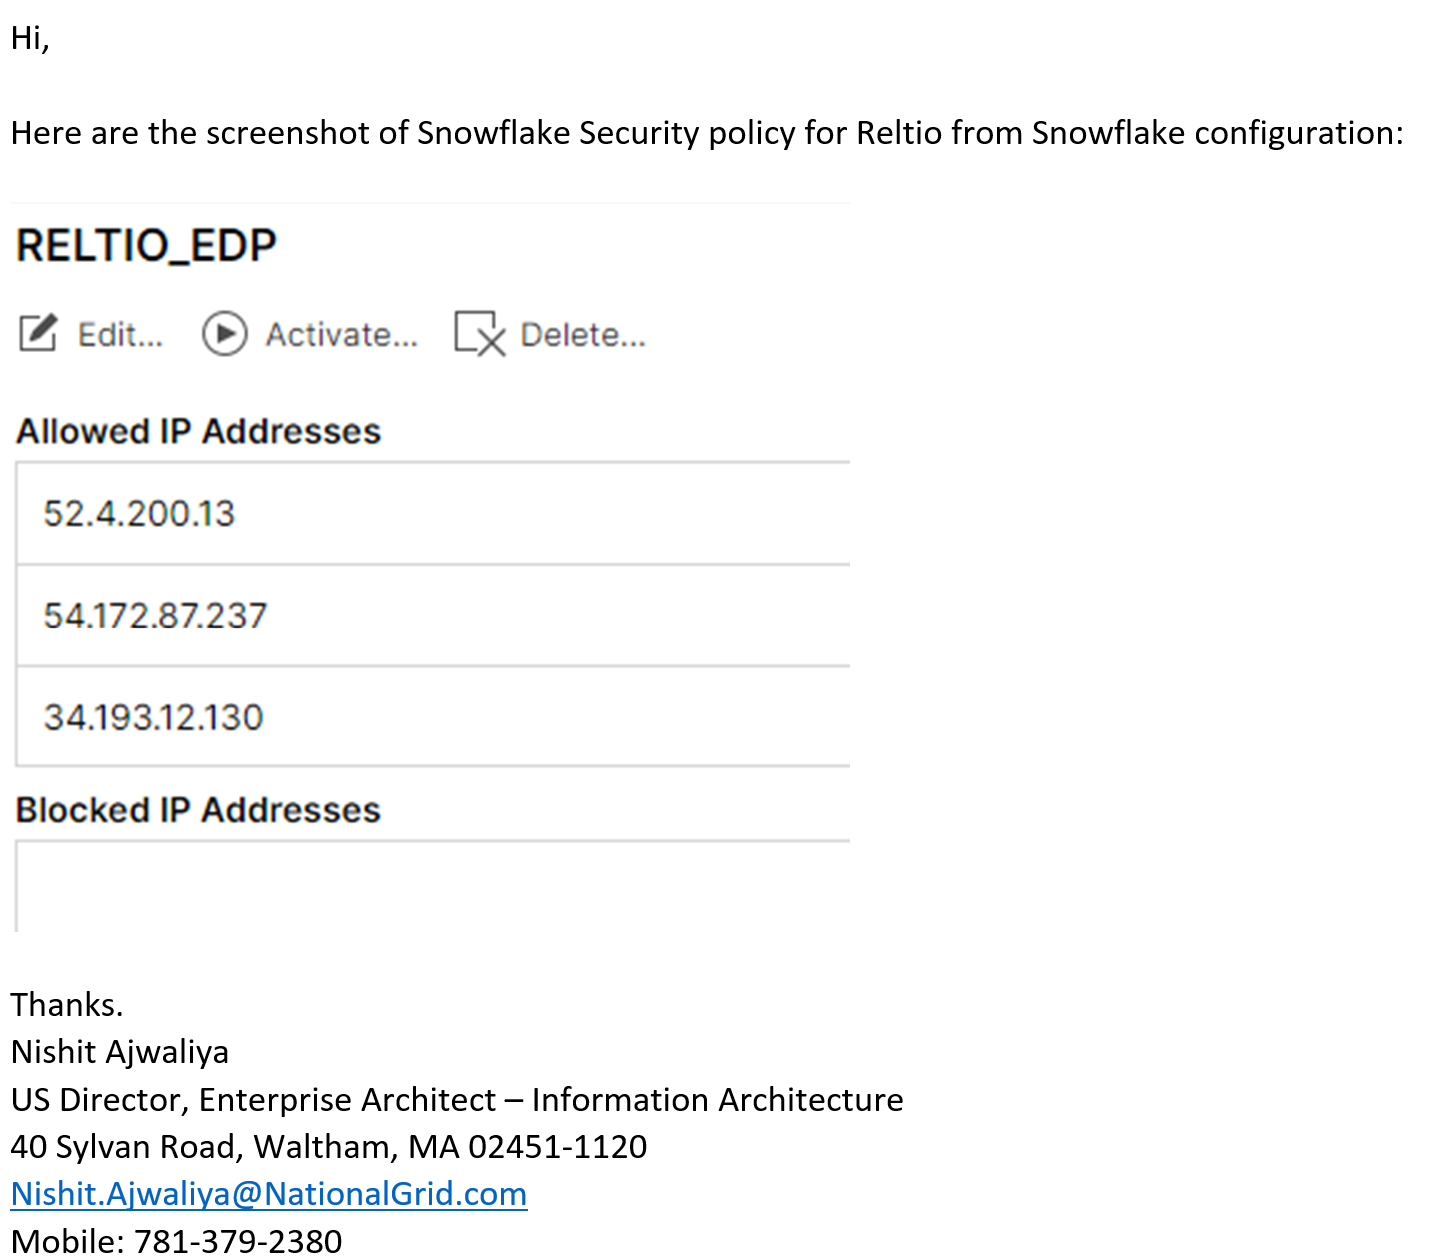 Hi,
Here are the screenshot of Snowflake Security policy for Reltio from Snowflake configuration:
RELTIO_EDP
Edit... Activate... Delete...
Allowed IP Addresses
52.4.200.13
54.172.87.237
34.193.12.130
Blocked IP Addresses
Thanks.
Nishit Ajwaliya
US Director, Enterprise Architect – Information Architecture
40 Sylvan Road, Waltham, MA 02451-1120
Nishit.Ajwaliya@NationalGrid.com
Mobile: 781-379-2380